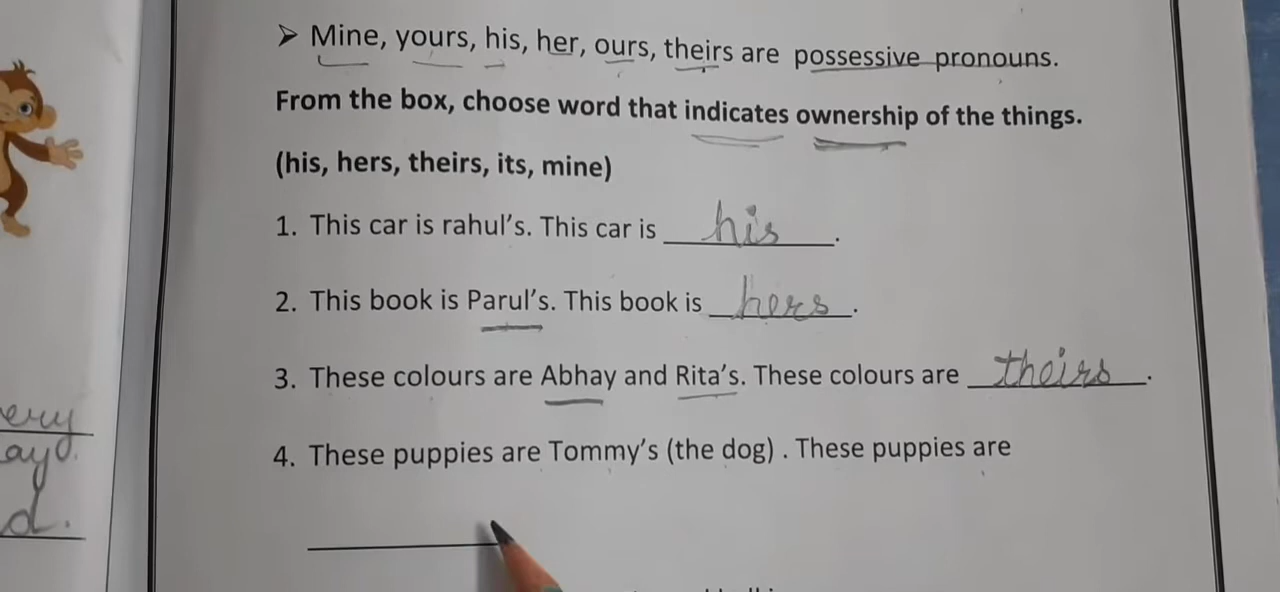 ➤ Mine, yours, his, her, ours, theirs are possessive pronouns.
From the box, choose word that indicates ownership of the things.
(his, hers, theirs, its, mine)
1. This car is rahul's. This car is his.
2. This book is Parul's. This book is hers.
3. These colours are Abhay and Rita's. These colours are theirs.
4. These puppies are Tommy's (the dog) . These puppies are
ery
ayo.
d.